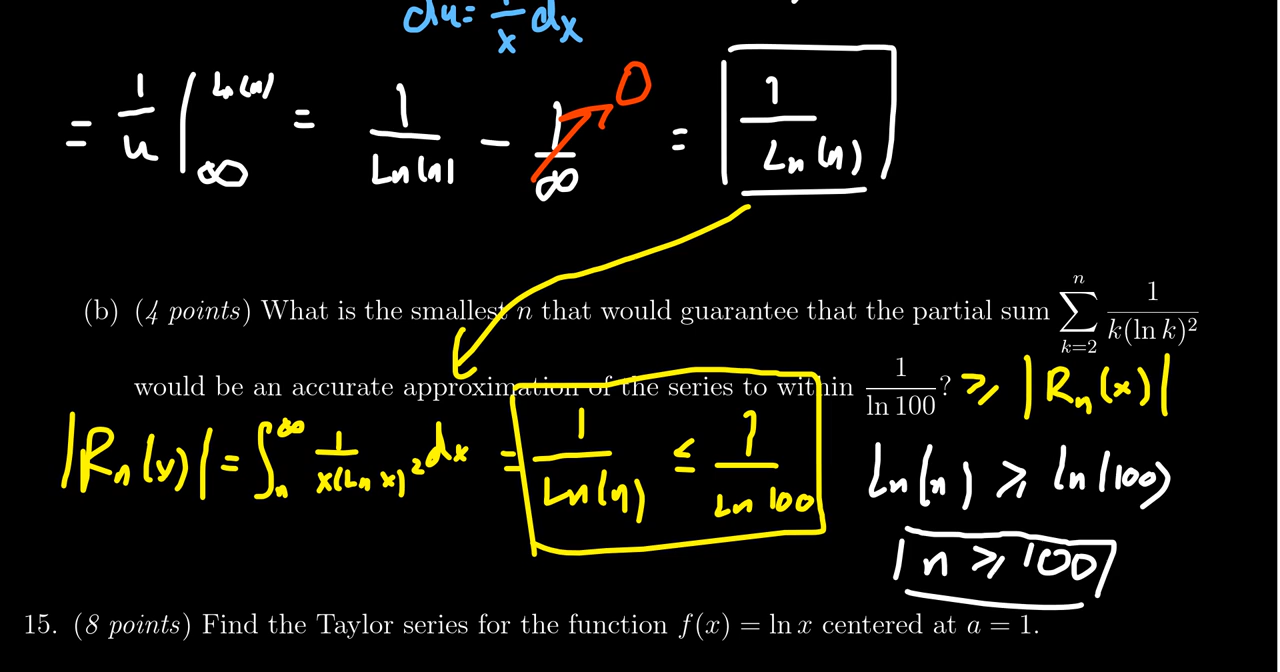 du = 1/x dx
= 1/u |_∞^{Ln(n)} = 1/Ln(n) - 1/∞ → 0 = 1/Ln(n)
(b) (4 points) What is the smallest n that would guarantee that the partial sum \sum_{k=2}^{n} 1/(k(ln k)^2)
would be an accurate approximation of the series to within 1/ln 100? ≥ |R_n(x)|
|R_n(x)| = ∫_n^∞ 1/(x(Ln x)^2) dx = 1/Ln(n) ≤ 1/Ln 100
Ln(n) ≥ ln(100)
n ≥ 100
15. (8 points) Find the Taylor series for the function f(x) = ln x centered at a = 1.